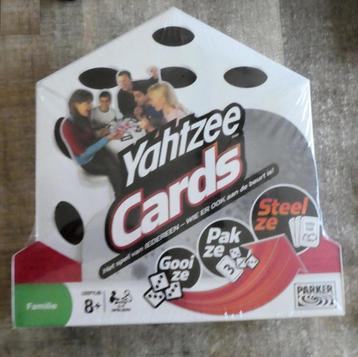 Yahtzee
Cards
Het spel van IEDEREEN - WIE ER OOK aan de beurt is!
Gooi
ze
Pak
ze
Steel
ze
Familie
LEEFTIJD
8+
PARKER